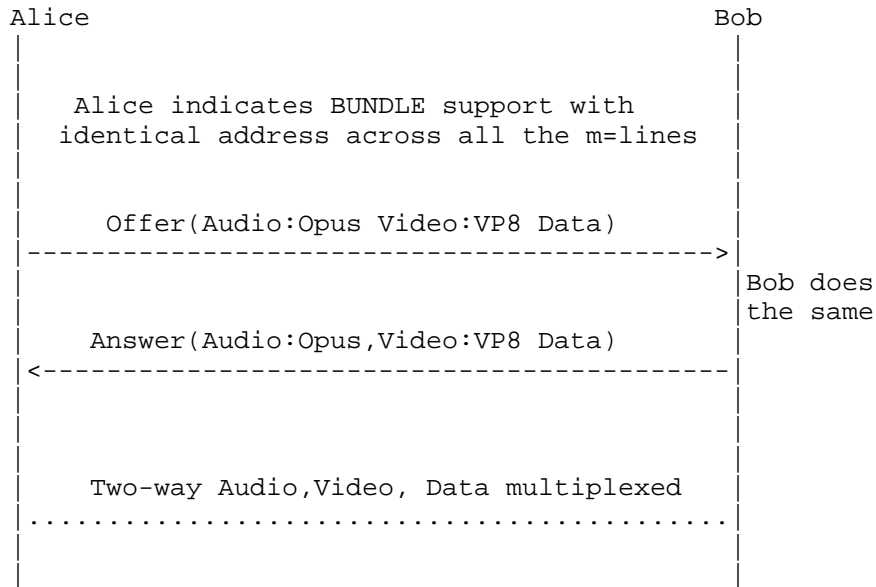 Alice Bob
Alice indicates BUNDLE support with
identical address across all the m=lines
Offer(Audio:Opus Video:VP8 Data)
Bob does
the same
Answer(Audio:Opus,Video:VP8 Data)
Two-way Audio,Video, Data multiplexed